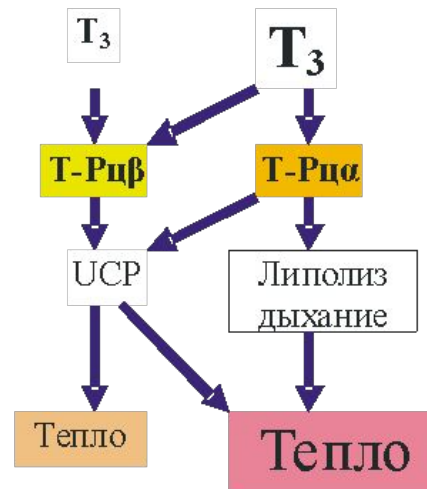 T₃
T₃
Т-Рцβ
Т-Рцα
UCP
Липолиз
дыхание
Тепло
Тепло